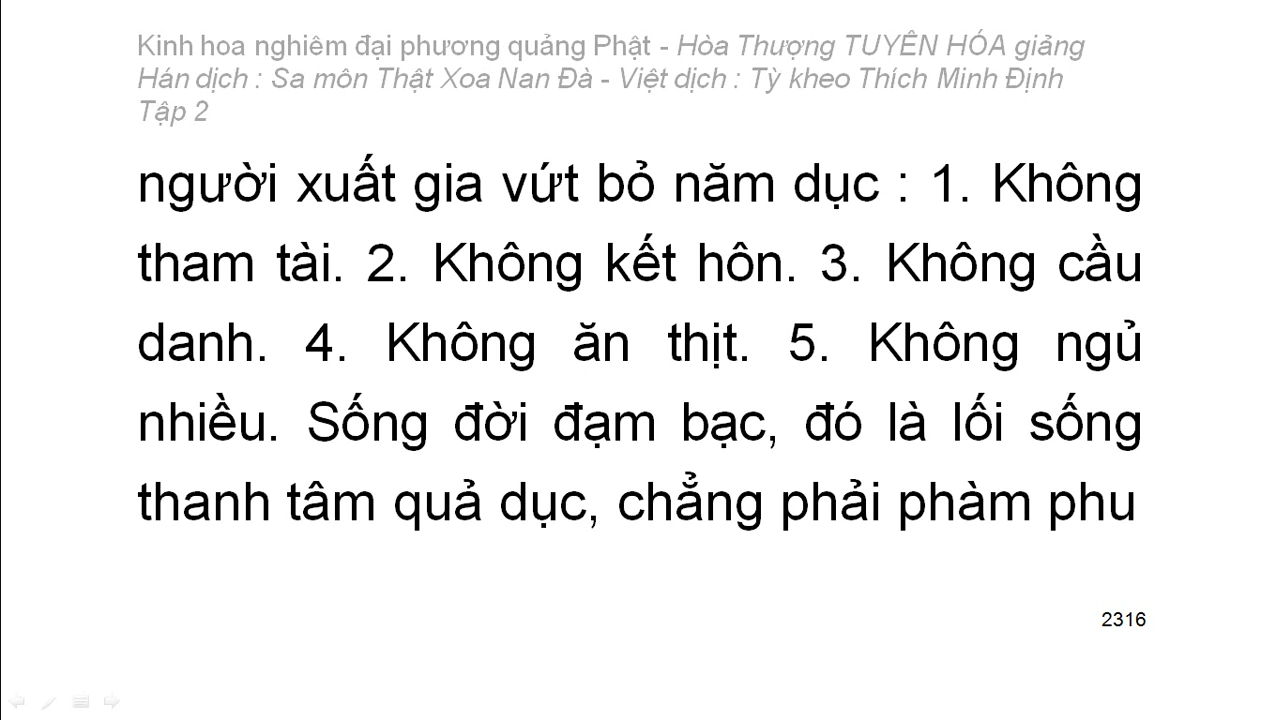 Kinh hoa nghiêm đại phương quảng Phật - Hòa Thượng TUYÊN HÓA giảng
Hán dịch : Sa môn Thật Xoa Nan Đà - Việt dịch : Tỳ kheo Thích Minh Định
Tập 2
người xuất gia vứt bỏ năm dục : 1. Không
tham tài. 2. Không kết hôn. 3. Không cầu
danh. 4. Không ăn thịt. 5. Không ngủ
nhiều. Sống đời đạm bạc, đó là lối sống
thanh tâm quả dục, chẳng phải phàm phu
2316